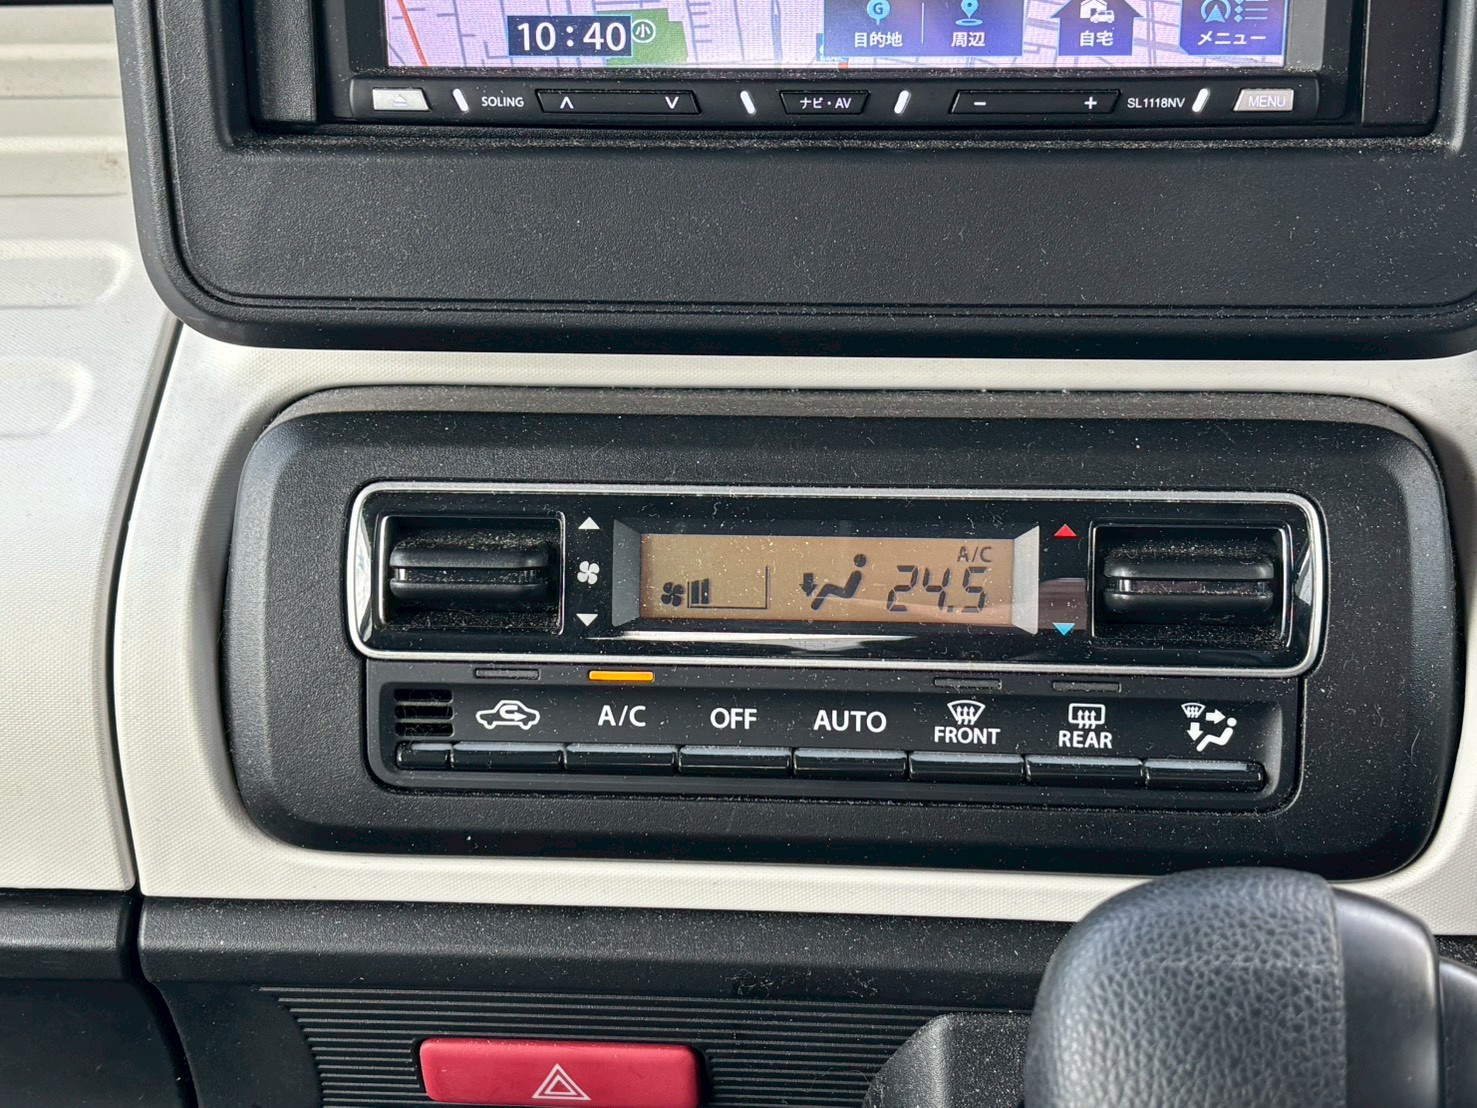 10:40 小
目的地
周辺
自宅
メニュー
SOLING
ナビ・AV
SL1118NV
MENU
A/C
24.5
A/C
OFF
AUTO
FRONT
REAR